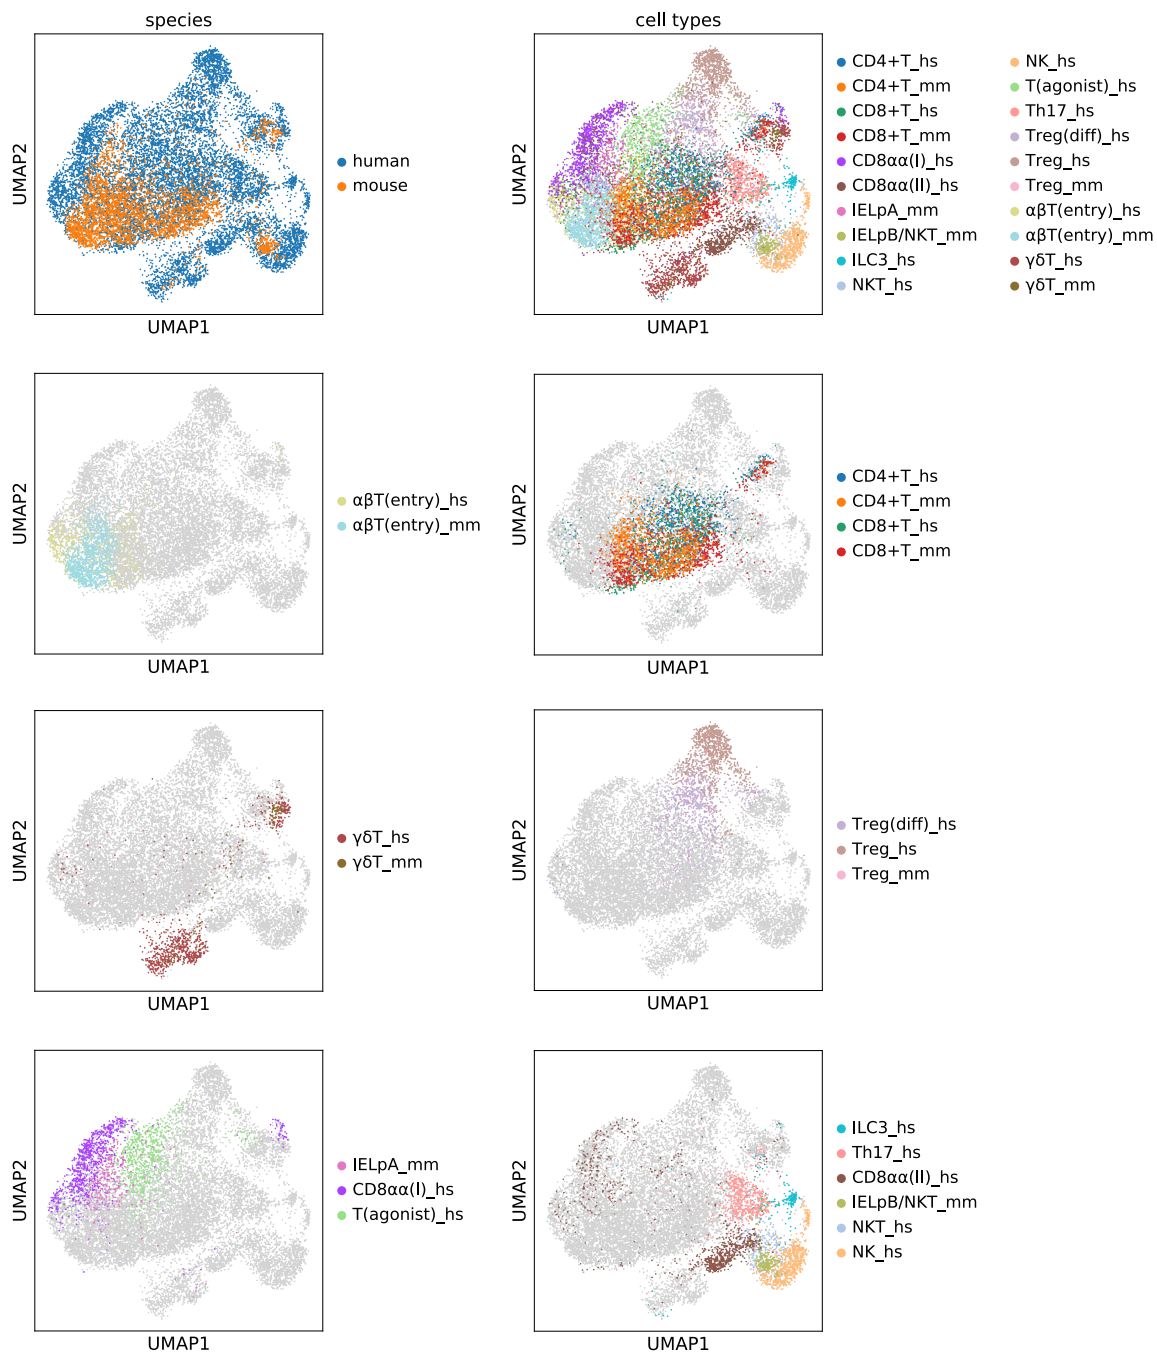 species
UMAP2
UMAP1
human
mouse
cell types
UMAP2
UMAP1
CD4+T_hs
CD4+T_mm
CD8+T_hs
CD8+T_mm
CD8αα(I)_hs
CD8αα(II)_hs
IELpA_mm
IELpB/NKT_mm
ILC3_hs
NKT_hs
NK_hs
T(agonist)_hs
Th17_hs
Treg(diff)_hs
Treg_hs
Treg_mm
αβT(entry)_hs
αβT(entry)_mm
γδT_hs
γδT_mm
UMAP2
UMAP1
αβT(entry)_hs
αβT(entry)_mm
UMAP2
UMAP1
CD4+T_hs
CD4+T_mm
CD8+T_hs
CD8+T_mm
UMAP2
UMAP1
γδT_hs
γδT_mm
UMAP2
UMAP1
Treg(diff)_hs
Treg_hs
Treg_mm
UMAP2
UMAP1
IELpA_mm
CD8αα(I)_hs
T(agonist)_hs
UMAP2
UMAP1
ILC3_hs
Th17_hs
CD8αα(II)_hs
IELpB/NKT_mm
NKT_hs
NK_hs